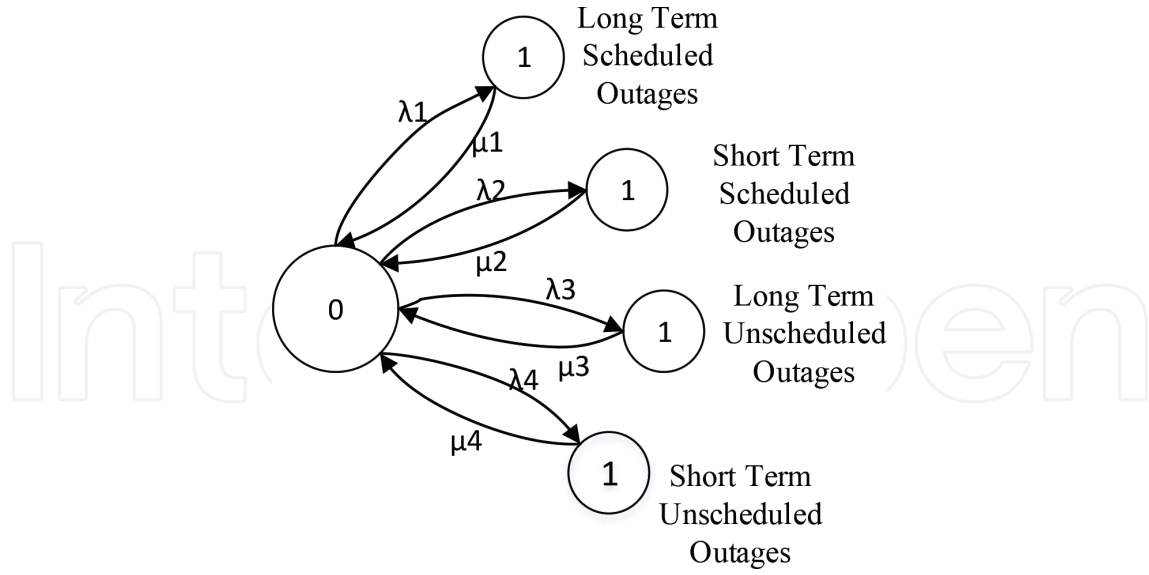 Long Term
Scheduled
Outages
1
λ1
μ1
Short Term
Scheduled
Outages
1
λ2
μ2
0
Long Term
Unscheduled
Outages
1
λ3
μ3
λ4
μ4
1
Short Term
Unscheduled
Outages